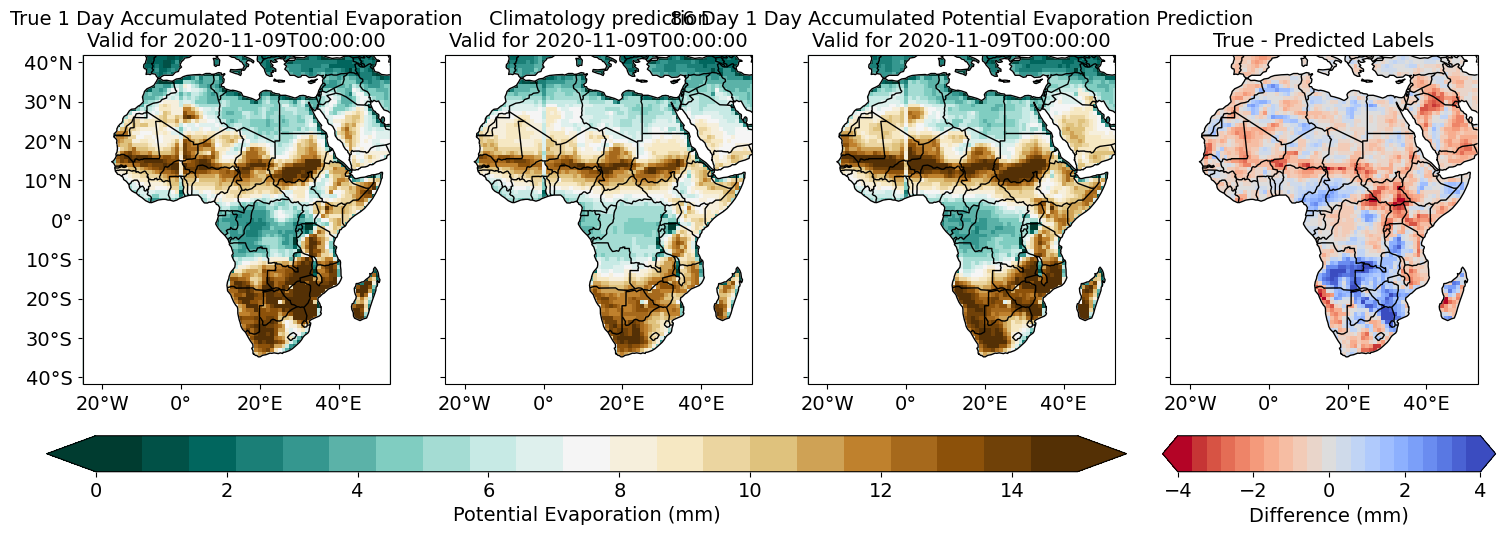 True 1 Day Accumulated Potential Evaporation
Valid for 2020-11-09T00:00:00
Climatology prediction
Valid for 2020-11-09T00:00:00
86 Day 1 Day Accumulated Potential Evaporation Prediction
Valid for 2020-11-09T00:00:00
True - Predicted Labels
40°N
30°N
20°N
10°N
0°
10°S
20°S
30°S
40°S
20°W 0° 20°E 40°E
20°W 0° 20°E 40°E
20°W 0° 20°E 40°E
20°W 0° 20°E 40°E
0 2 4 6 8 10 12 14
Potential Evaporation (mm)
−4 −2 0 2 4
Difference (mm)